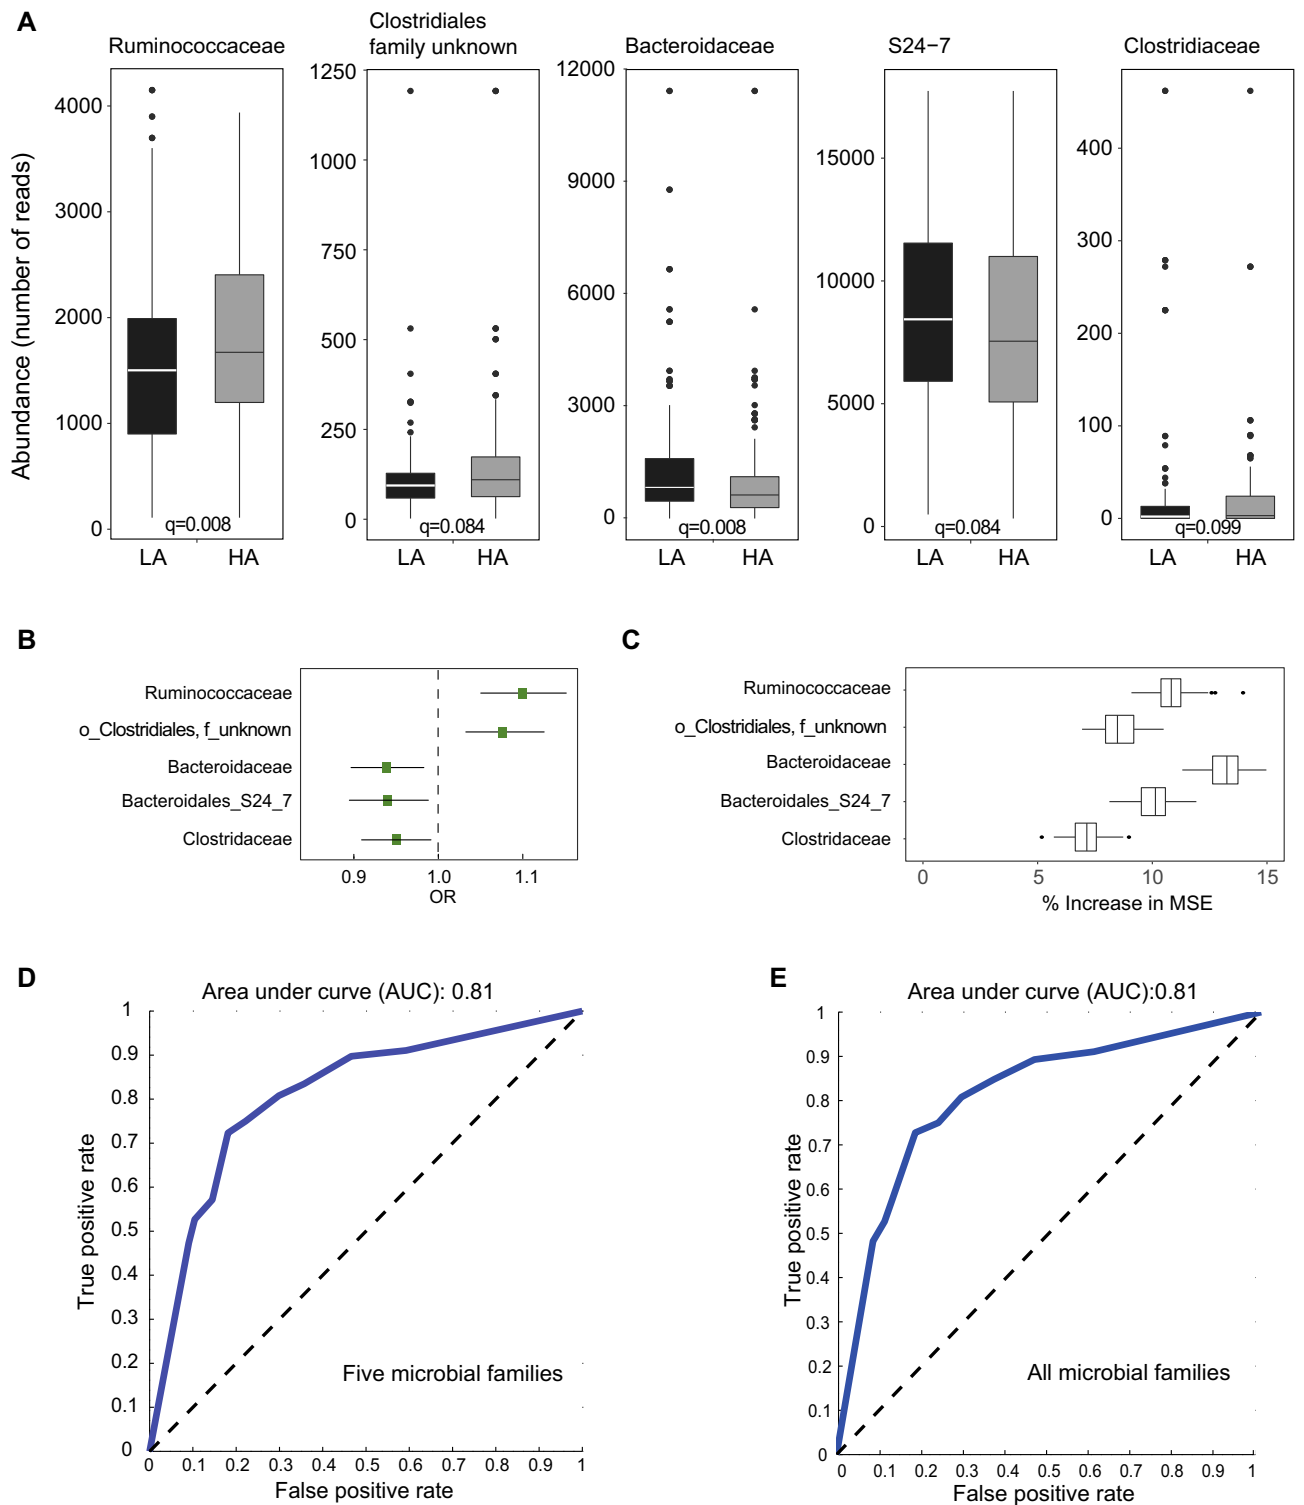 A
Ruminococcaceae
Clostridiales
family unknown
Bacteroidaceae
S24−7
Clostridiaceae
Abundance (number of reads)
4000
3000
2000
1000
0
q=0.008
LA
HA
1250
1000
750
500
250
0
q=0.084
LA
HA
12000
9000
6000
3000
0
q=0.008
LA
HA
15000
10000
5000
0
q=0.084
LA
HA
400
300
200
100
0
q=0.099
LA
HA
B
Ruminococcaceae
o_Clostridiales, f_unknown
Bacteroidaceae
Bacteroidales_S24_7
Clostridaceae
0.9
1.0
1.1
OR
C
Ruminococcaceae
o_Clostridiales, f_unknown
Bacteroidaceae
Bacteroidales_S24_7
Clostridaceae
0
5
10
15
% Increase in MSE
D
Area under curve (AUC): 0.81
True positive rate
1
0.9
0.8
0.7
0.6
0.5
0.4
0.3
0.2
0.1
0
Five microbial families
0
0.1
0.2
0.3
0.4
0.5
0.6
0.7
0.8
0.9
1
False positive rate
E
Area under curve (AUC):0.81
True positive rate
1
0.9
0.8
0.7
0.6
0.5
0.4
0.3
0.2
0.1
0
All microbial families
0
0.1
0.2
0.3
0.4
0.5
0.6
0.7
0.8
0.9
1
False positive rate